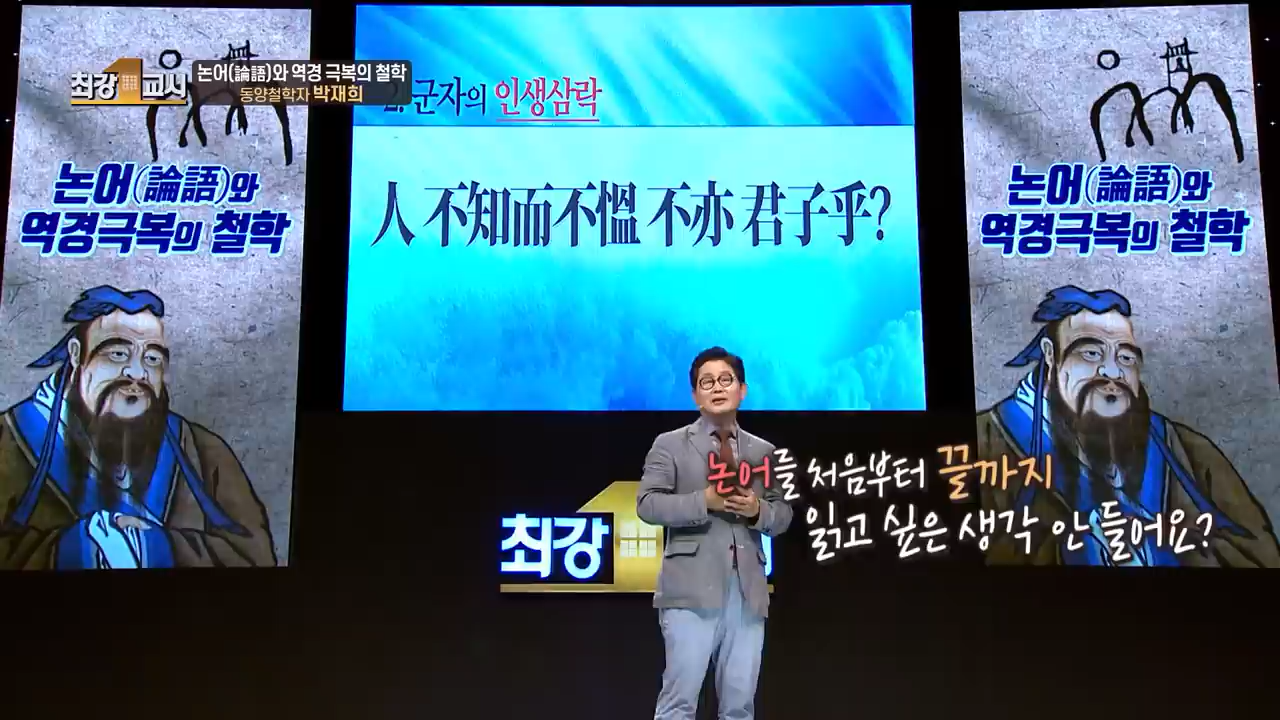 최강1교시
논어(論語)와 역경 극복의 철학
동양철학자 박재희
2. 군자의 인생삼락
人不知而不慍 不亦君子乎?
논어(論語)와
역경극복의 철학
논어(論語)와
역경극복의 철학
논어를 처음부터 끝까지
읽고 싶은 생각 안 들어요?
최강1